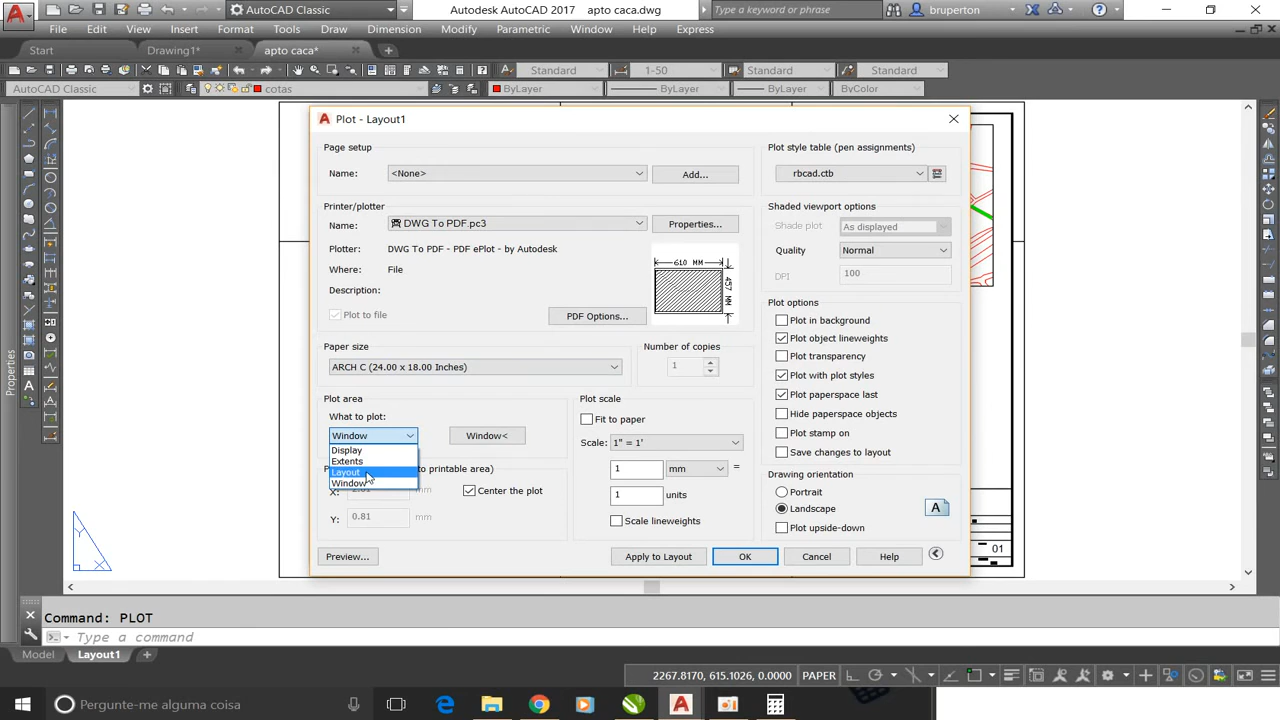 AutoCAD Classic
Autodesk AutoCAD 2017 apto caca.dwg
Type a keyword or phrase
bruperton
File Edit View Insert Format Tools Draw Dimension Modify Parametric Window Help Express
Start Drawing1* apto caca*
Standard 1-50 Standard Standard
AutoCAD Classic cotas ByLayer ByLayer ByLayer ByColor
Plot - Layout1
Page setup
Name: <None> Add...
Plot style table (pen assignments)
rbcad.ctb
Printer/plotter
Name: DWG To PDF.pc3 Properties...
Plotter: DWG To PDF - PDF ePlot - by Autodesk
Where: File
Description:
Plot to file PDF Options...
610 MM
457 MM
Shaded viewport options
Shade plot As displayed
Quality Normal
DPI 100
Paper size
ARCH C (24.00 x 18.00 Inches)
Number of copies
1
Plot options
Plot in background
Plot object lineweights
Plot transparency
Plot with plot styles
Plot paperspace last
Hide paperspace objects
Plot stamp on
Save changes to layout
Plot area
What to plot:
Window Window<
Display
Extents
Layout
Window
to printable area)
X:
mm
Center the plot
Y: 0.81 mm
Plot scale
Fit to paper
Scale: 1" = 1'
1 mm =
1 units
Scale lineweights
Drawing orientation
Portrait
Landscape
Plot upside-down
A
Preview... Apply to Layout OK Cancel Help
01
Y
X
Properties
Command: PLOT
Type a command
Model Layout1
2267.8170, 615.1026, 0.0000 PAPER
Pergunte-me alguma coisa